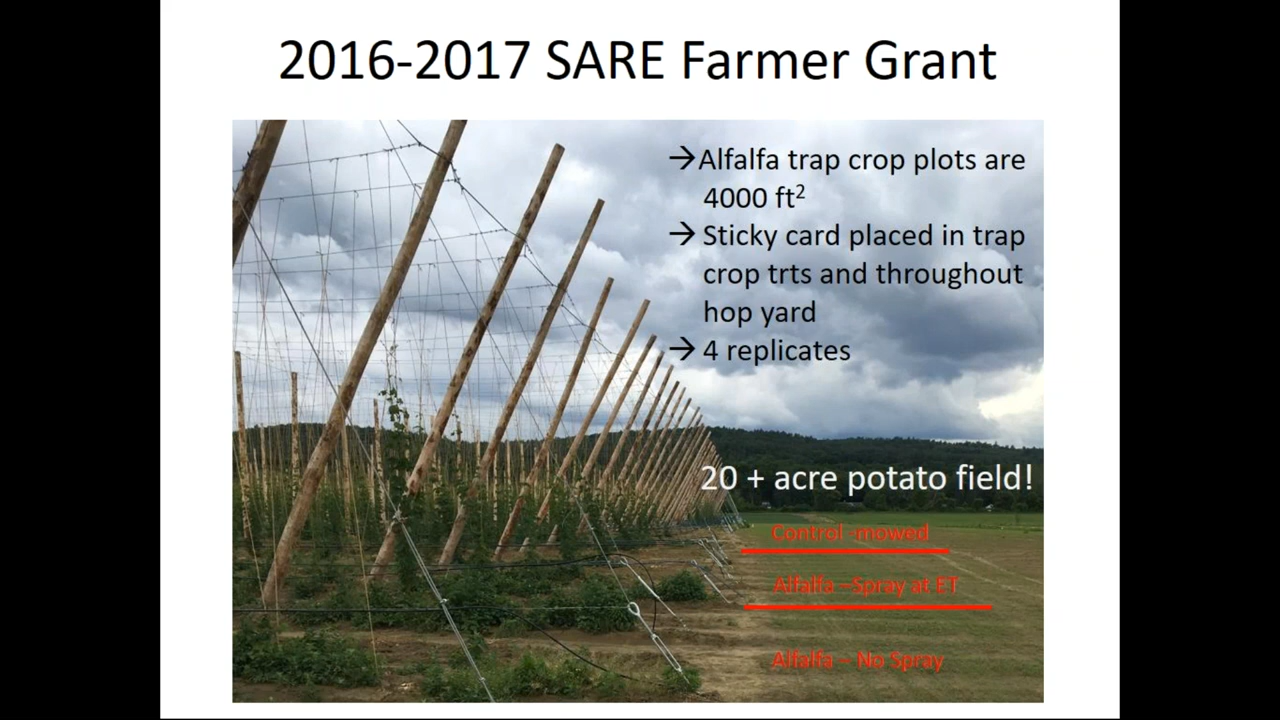 2016-2017 SARE Farmer Grant
→Alfalfa trap crop plots are
4000 ft²
→ Sticky card placed in trap
crop trts and throughout
hop yard
→ 4 replicates
20 + acre potato field!
Control -mowed
Alfalfa –Spray at ET
Alfalfa – No Spray